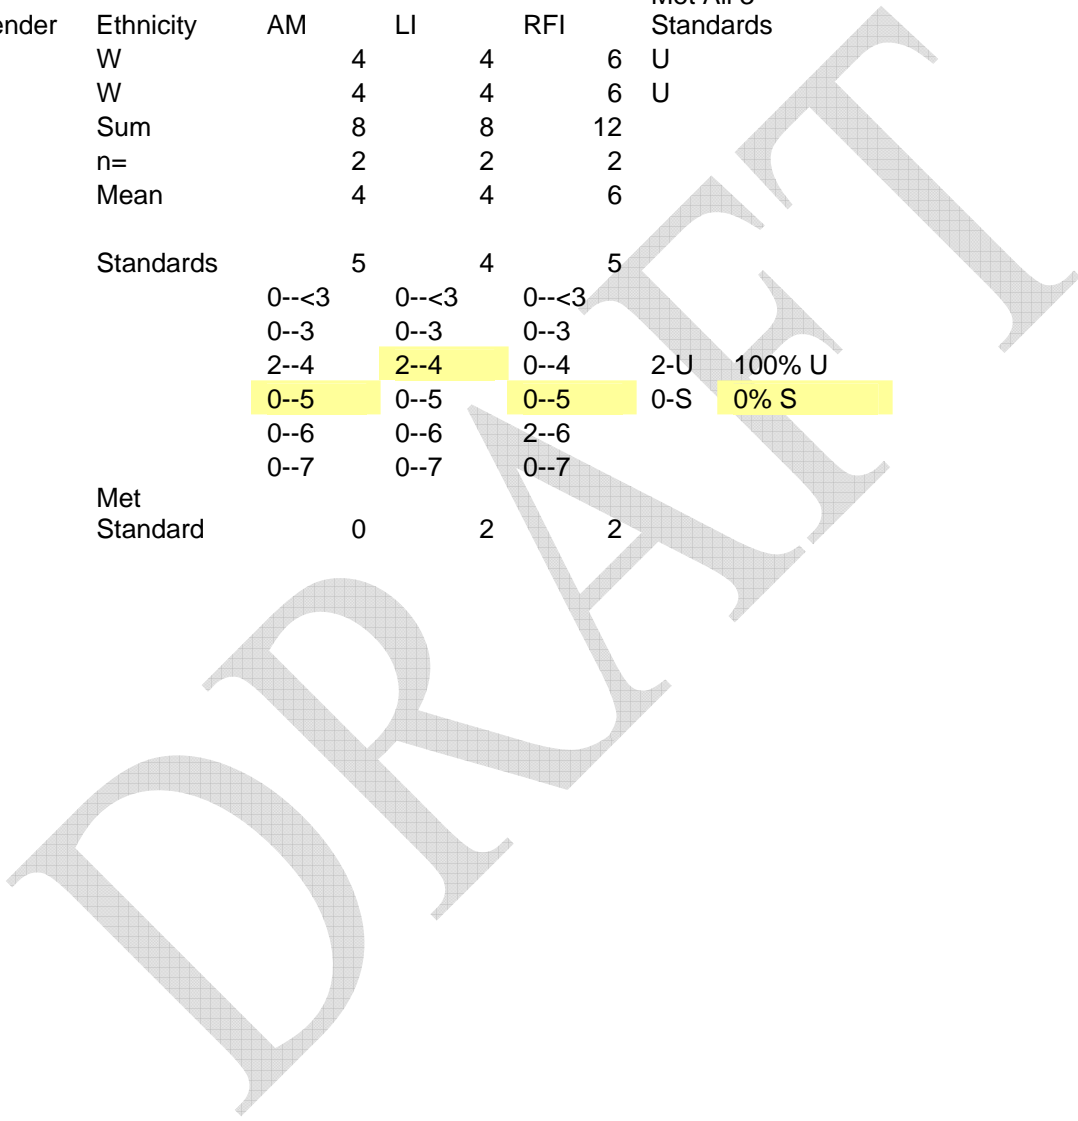 Ethnicity AM LI RFI Standards
W 4 4 6 U
W 4 4 6 U
Sum 8 8 12
n= 2 2 2
Mean 4 4 6
Standards 5 4 5
0--<3 0--<3 0--<3
0--3 0--3 0--3
2--4 2--4 0--4 2-U 100% U
0--5 0--5 0--5 0-S 0% S
0--6 0--6 2--6
0--7 0--7 0--7
Met
Standard 0 2 2
DRAFT